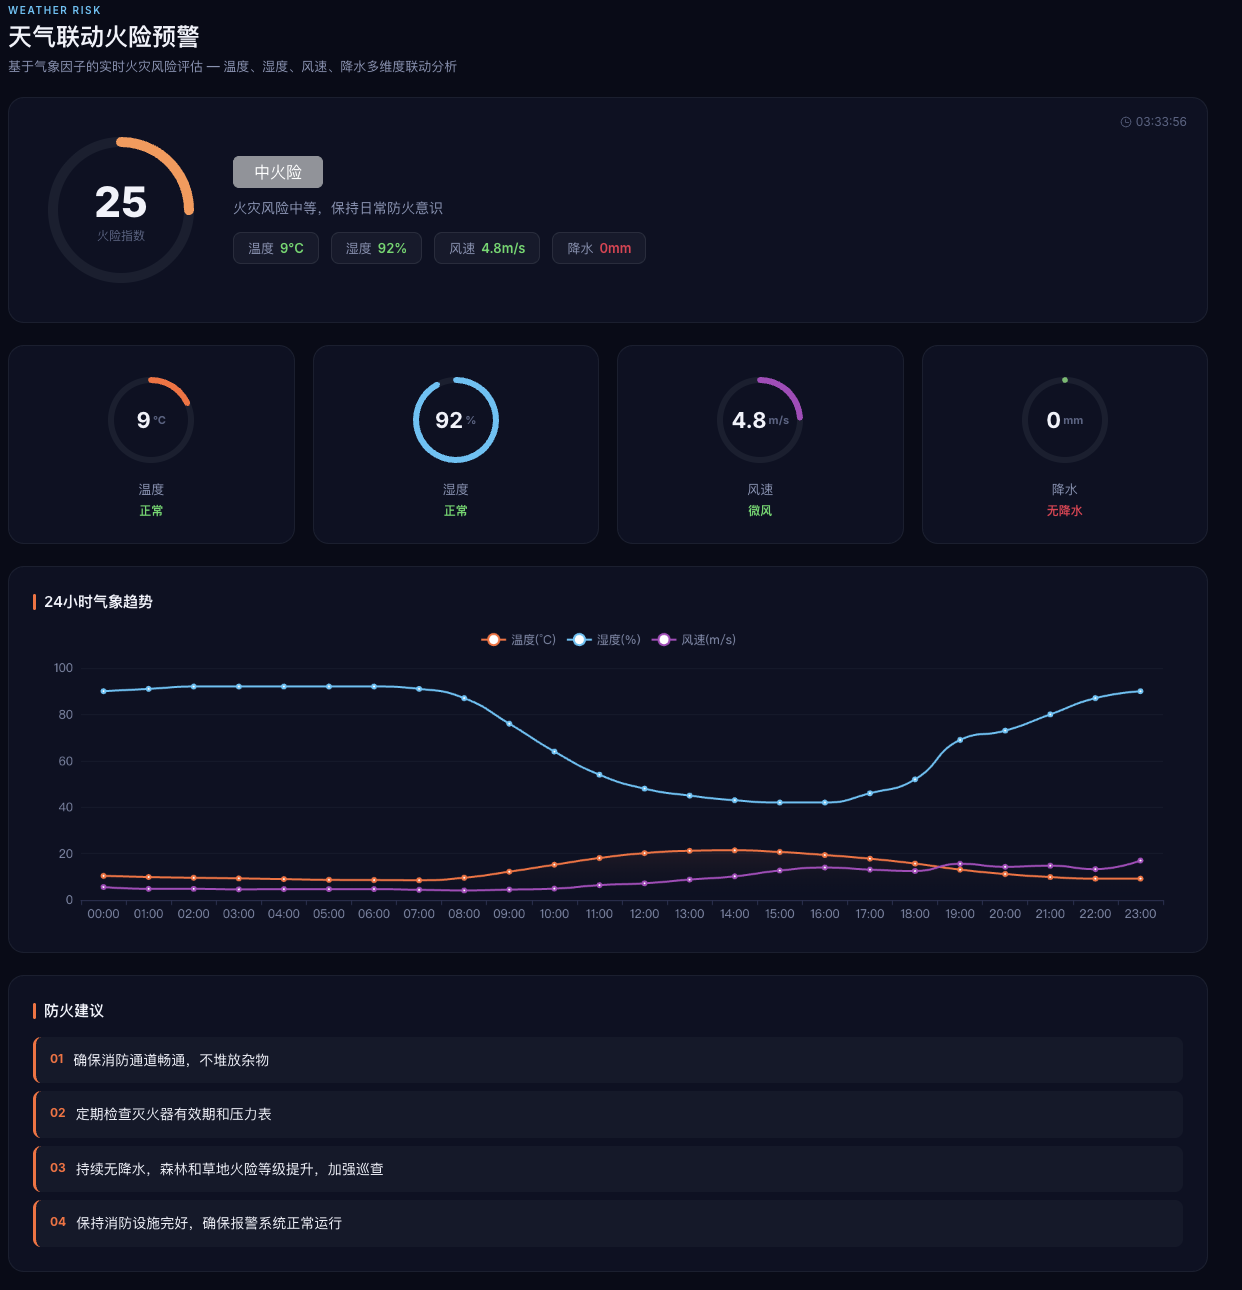 WEATHER RISK
天气联动火险预警
基于气象因子的实时火灾风险评估 — 温度、湿度、风速、降水多维度联动分析
03:33:56
25
火险指数
中火险
火灾风险中等，保持日常防火意识
温度 9°C 湿度 92% 风速 4.8m/s 降水 0mm
9 °C
温度
正常
92 %
湿度
正常
4.8 m/s
风速
微风
0 mm
降水
无降水
24小时气象趋势
温度(°C) 湿度(%) 风速(m/s)
100
80
60
40
20
0
00:00 01:00 02:00 03:00 04:00 05:00 06:00 07:00 08:00 09:00 10:00 11:00 12:00 13:00 14:00 15:00 16:00 17:00 18:00 19:00 20:00 21:00 22:00 23:00
防火建议
01 确保消防通道畅通，不堆放杂物
02 定期检查灭火器有效期和压力表
03 持续无降水，森林和草地火险等级提升，加强巡查
04 保持消防设施完好，确保报警系统正常运行